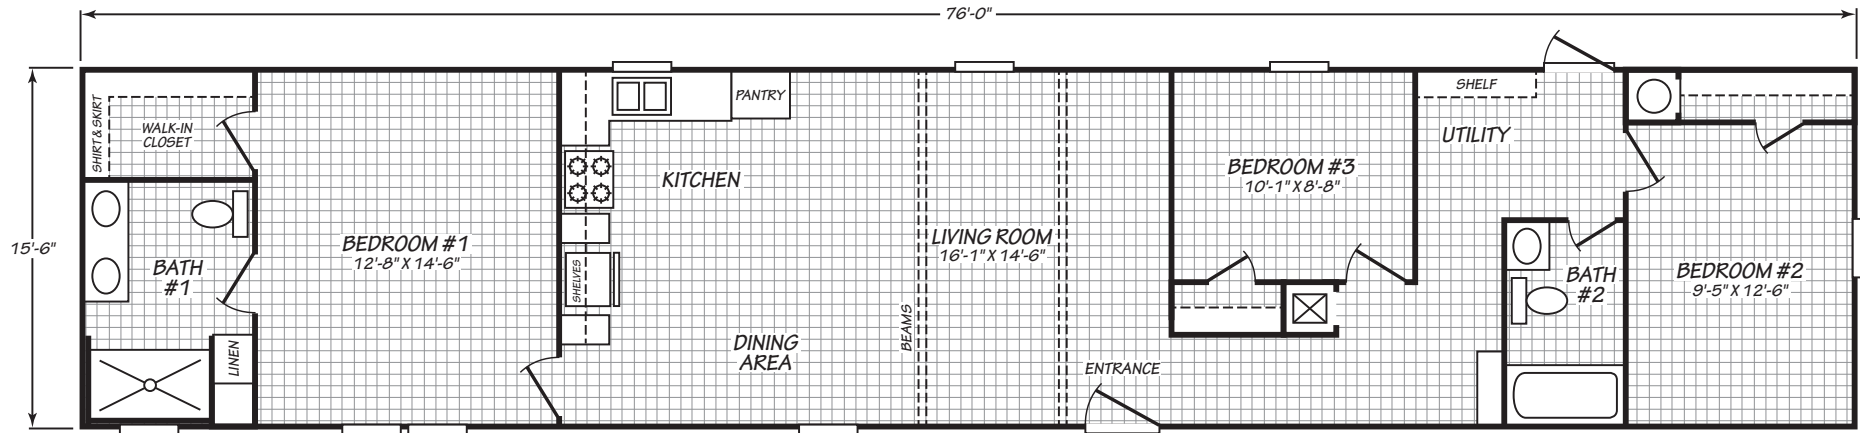 76'-0"
15'-6"
SHIRT & SKIRT
WALK-IN
CLOSET
BATH
#1
LINEN
BEDROOM #1
12'-8" X 14'-6"
PANTRY
KITCHEN
SHELVES
DINING
AREA
BEAMS
LIVING ROOM
16'-1" X 14'-6"
ENTRANCE
BEDROOM #3
10'-1" X 8'-8"
SHELF
UTILITY
BATH
#2
BEDROOM #2
9'-5" X 12'-6"